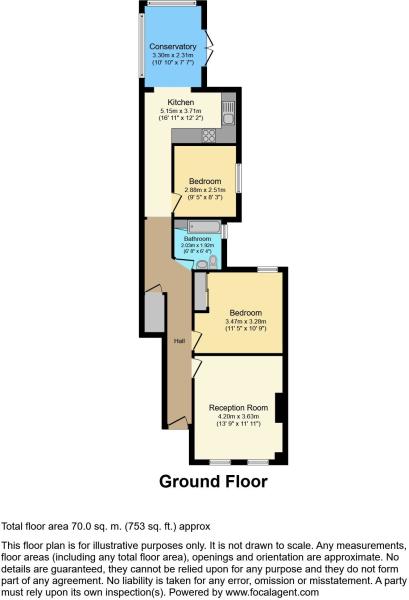 Conservatory
3.30m x 2.31m
(10' 10" x 7' 7")
Kitchen
5.15m x 3.71m
(16' 11" x 12' 2")
Bedroom
2.88m x 2.51m
(9' 5" x 8' 3")
Bathroom
2.03m x 1.92m
(6' 8" x 6' 4")
Bedroom
3.47m x 3.28m
(11' 5" x 10' 9")
Hall
Reception Room
4.20m x 3.63m
(13' 9" x 11' 11")
Ground Floor
Total floor area 70.0 sq. m. (753 sq. ft.) approx
This floor plan is for illustrative purposes only. It is not drawn to scale. Any measurements,
floor areas (including any total floor area), openings and orientation are approximate. No
details are guaranteed, they cannot be relied upon for any purpose and they do not form
part of any agreement. No liability is taken for any error, omission or misstatement. A party
must rely upon its own inspection(s). Powered by www.focalagent.com